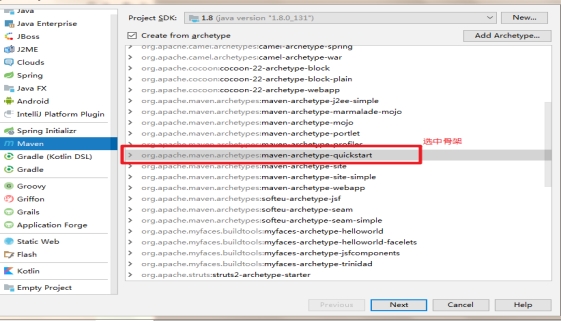 Java
Java Enterprise
JBoss
J2ME
Clouds
Spring
Java FX
Android
IntelliJ Platform Plugin
Spring Initializr
Maven
Gradle (Kotlin DSL)
Gradle
Groovy
Griffon
Grails
Application Forge
Static Web
Flash
Kotlin
Empty Project
Project SDK: 1.8 (java version "1.8.0_131") New...
Create from archetype Add Archetype...
org.apache.camel.archetypes:camel-archetype-spring
org.apache.camel.archetypes:camel-archetype-war
org.apache.cocoon:cocoon-22-archetype-block
org.apache.cocoon:cocoon-22-archetype-block-plain
org.apache.cocoon:cocoon-22-archetype-webapp
org.apache.maven.archetypes:maven-archetype-j2ee-simple
org.apache.maven.archetypes:maven-archetype-marmalade-mojo
org.apache.maven.archetypes:maven-archetype-mojo
org.apache.maven.archetypes:maven-archetype-portlet
org.apache.maven.archetypes:maven-archetype-profiles
选中骨架
org.apache.maven.archetypes:maven-archetype-quickstart
org.apache.maven.archetypes:maven-archetype-site
org.apache.maven.archetypes:maven-archetype-site-simple
org.apache.maven.archetypes:maven-archetype-webapp
org.apache.maven.archetypes:softeu-archetype-jsf
org.apache.maven.archetypes:softeu-archetype-seam
org.apache.maven.archetypes:softeu-archetype-seam-simple
org.apache.myfaces.buildtools:myfaces-archetype-helloworld
org.apache.myfaces.buildtools:myfaces-archetype-helloworld-facelets
org.apache.myfaces.buildtools:myfaces-archetype-jsfcomponents
org.apache.myfaces.buildtools:myfaces-archetype-trinidad
org.apache.struts:struts2-archetype-starter
Previous Next Cancel Help